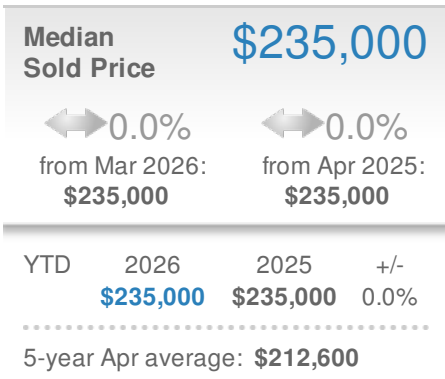 Median
Sold Price
$235,000
0.0% 0.0%
from Mar 2026: from Apr 2025:
$235,000 $235,000
YTD 2026 2025 +/-
$235,000 $235,000 0.0%
5-year Apr average: $212,600